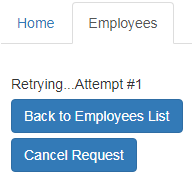 Home Employees
Retrying...Attempt #1
Back to Employees List
Cancel Request